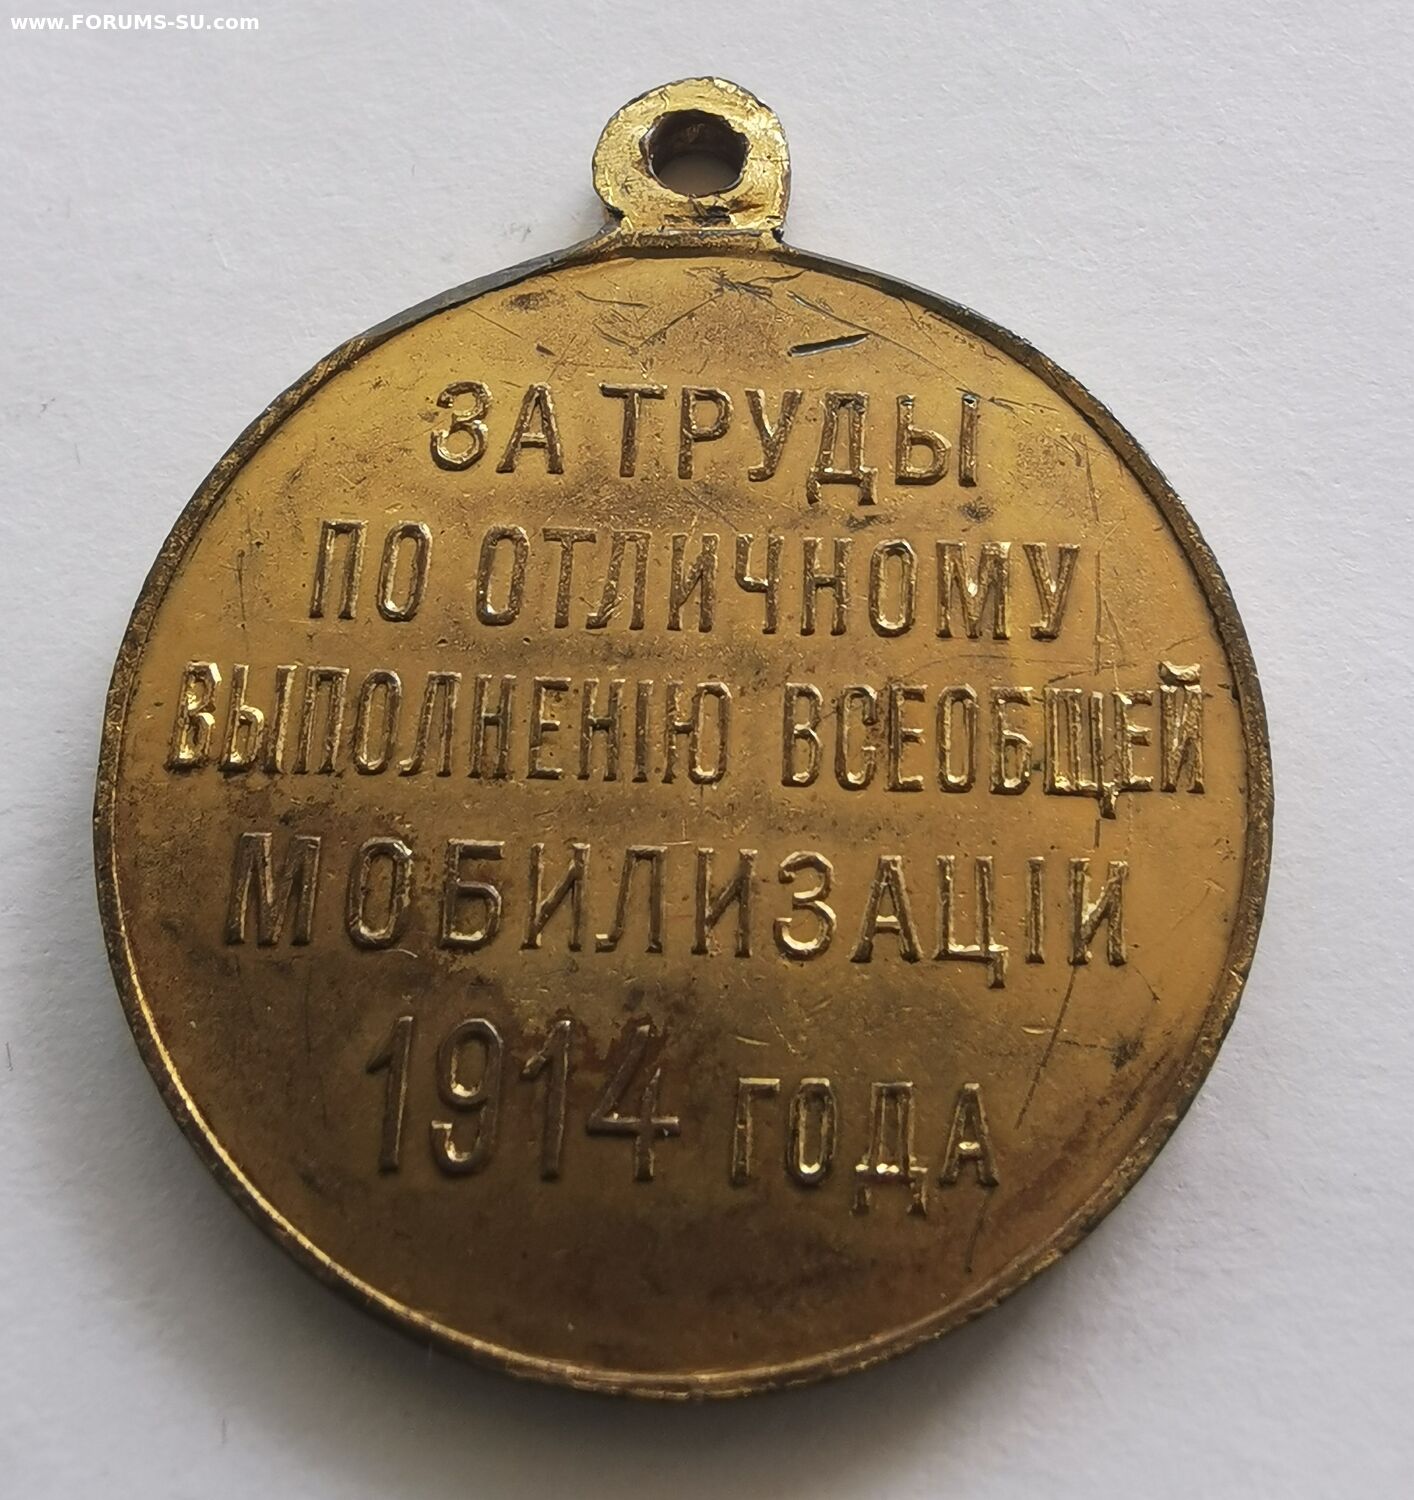 www.FORUMS-SU.com
ЗА ТРУДЫ
ПО ОТЛИЧНОМУ
ВЫПОЛНЕНІЮ ВСЕОБЩЕЙ
МОБИЛИЗАЦІИ
1914 ГОДА